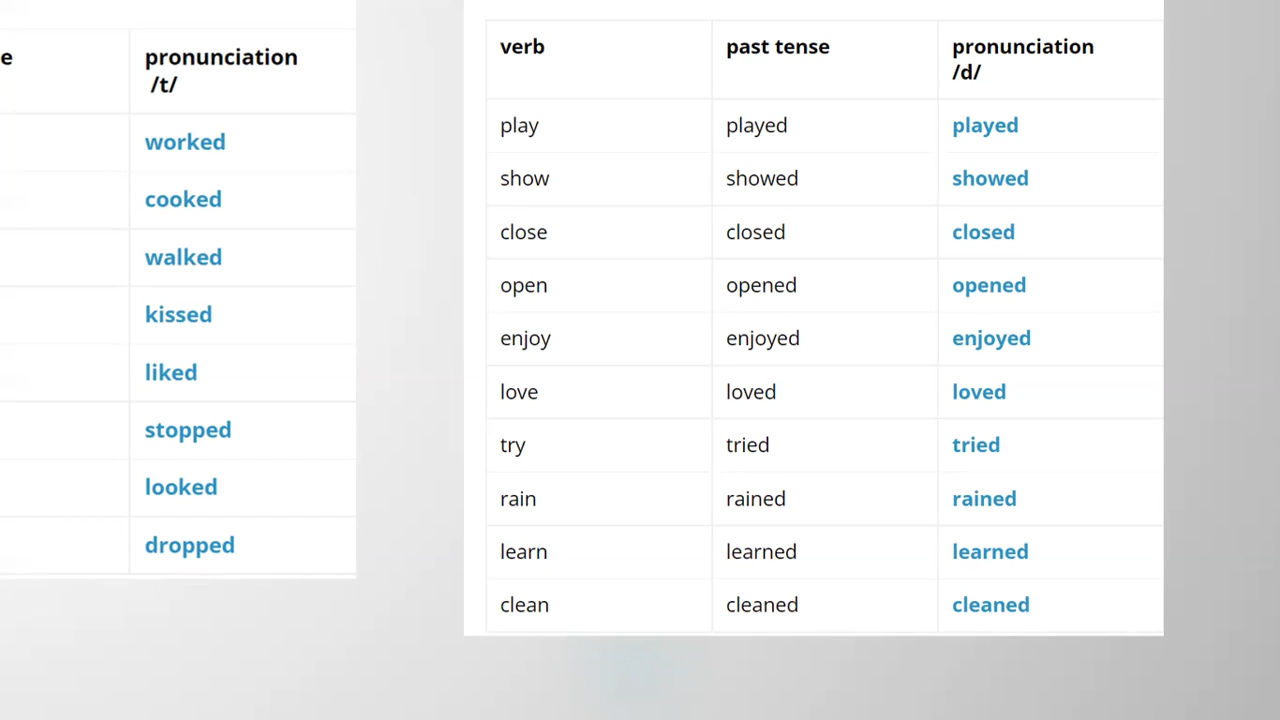 e
pronunciation
/t/
worked
cooked
walked
kissed
liked
stopped
looked
dropped
verb past tense pronunciation
/d/
play played played
show showed showed
close closed closed
open opened opened
enjoy enjoyed enjoyed
love loved loved
try tried tried
rain rained rained
learn learned learned
clean cleaned cleaned